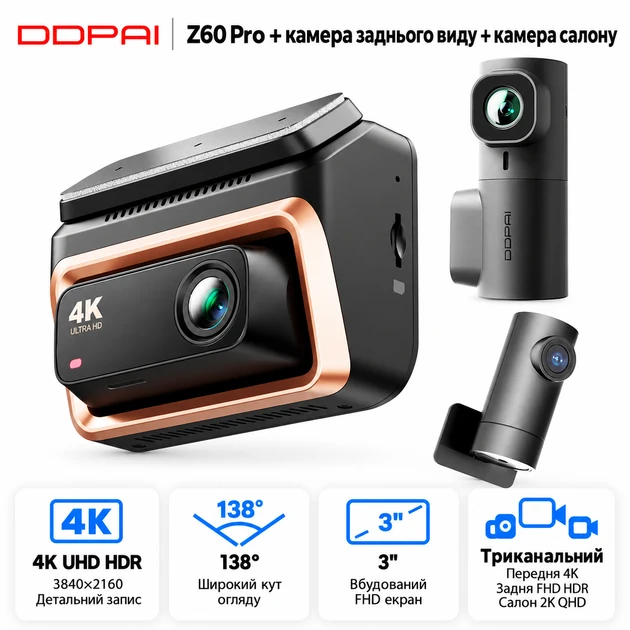 DDPAI | Z60 Pro + камера заднього виду + камера салону
DDPAI
4K
ULTRA HD
4K
138°
3"
4K UHD HDR
3840×2160
Детальний запис
138°
Широкий кут
огляду
3"
Вбудований
FHD екран
Триканальний
Передня 4K
Задня FHD HDR
Салон 2K QHD